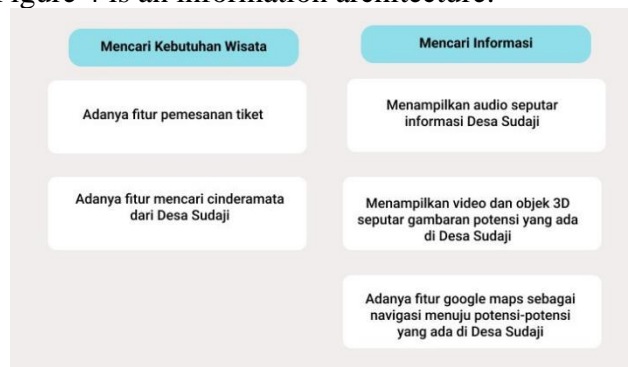 Figure 4 is an information architecture.
Mencari Kebutuhan Wisata
Adanya fitur pemesanan tiket
Adanya fitur mencari cinderamata
dari Desa Sudaji
Mencari Informasi
Menampilkan audio seputar
informasi Desa Sudaji
Menampilkan video dan objek 3D
seputar gambaran potensi yang ada
di Desa Sudaji
Adanya fitur google maps sebagai
navigasi menuju potensi-potensi
yang ada di Desa Sudaji